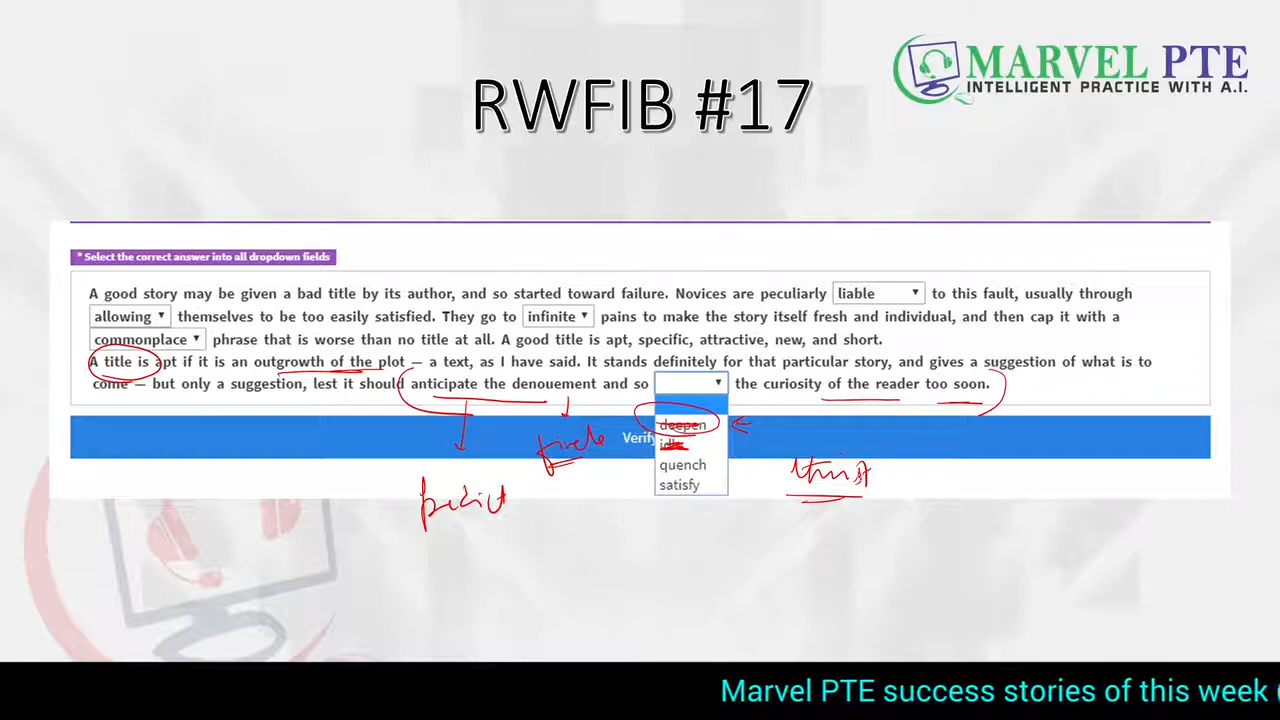 MARVEL PTE
INTELLIGENT PRACTICE WITH A.I.
RWFIB #17
* Select the correct answer into all dropdown fields
A good story may be given a bad title by its author, and so started toward failure. Novices are peculiarly liable to this fault, usually through
allowing themselves to be too easily satisfied. They go to infinite pains to make the story itself fresh and individual, and then cap it with a
commonplace phrase that is worse than no title at all. A good title is apt, specific, attractive, new, and short.
A title is apt if it is an outgrowth of the plot — a text, as I have said. It stands definitely for that particular story, and gives a suggestion of what is to
come — but only a suggestion, lest it should anticipate the denouement and so the curiosity of the reader too soon.
deepen
Verify
quench
satisfy
thirst
predict
Marvel PTE success stories of this week